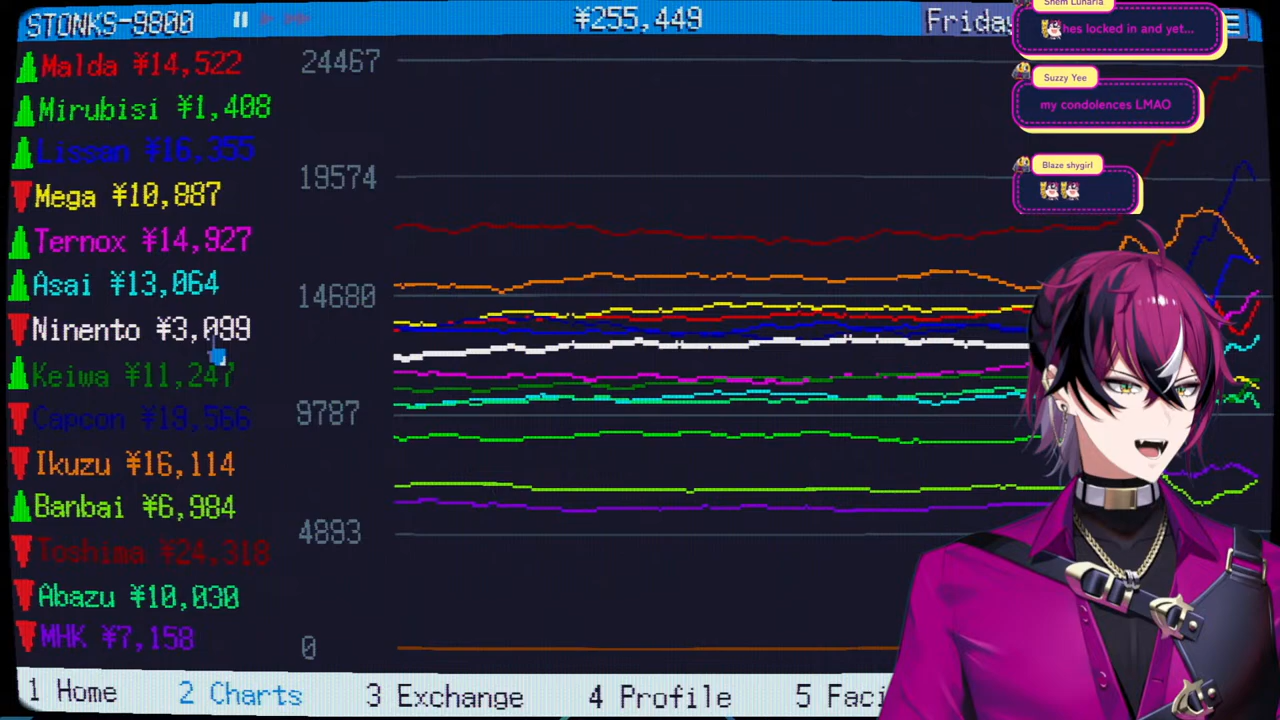 STONKS-9800
¥255,449
Friday
Malda ¥14,522
Mirubisi ¥1,408
Lissan ¥16,355
Mega ¥10,887
Ternox ¥14,927
Asai ¥13,064
Ninento ¥3,099
Keiwa ¥11,247
Capcon ¥18,566
Ikuzu ¥16,114
Banbai ¥6,984
Toshima ¥24,318
Abazu ¥10,030
MHK ¥7,158
24467
19574
14680
9787
4893
0
Shem Lunaria
hes locked in and yet...
Suzzy Yee
my condolences LMAO
Blaze shygirl
1 Home
2 Charts
3 Exchange
4 Profile
5 Faci